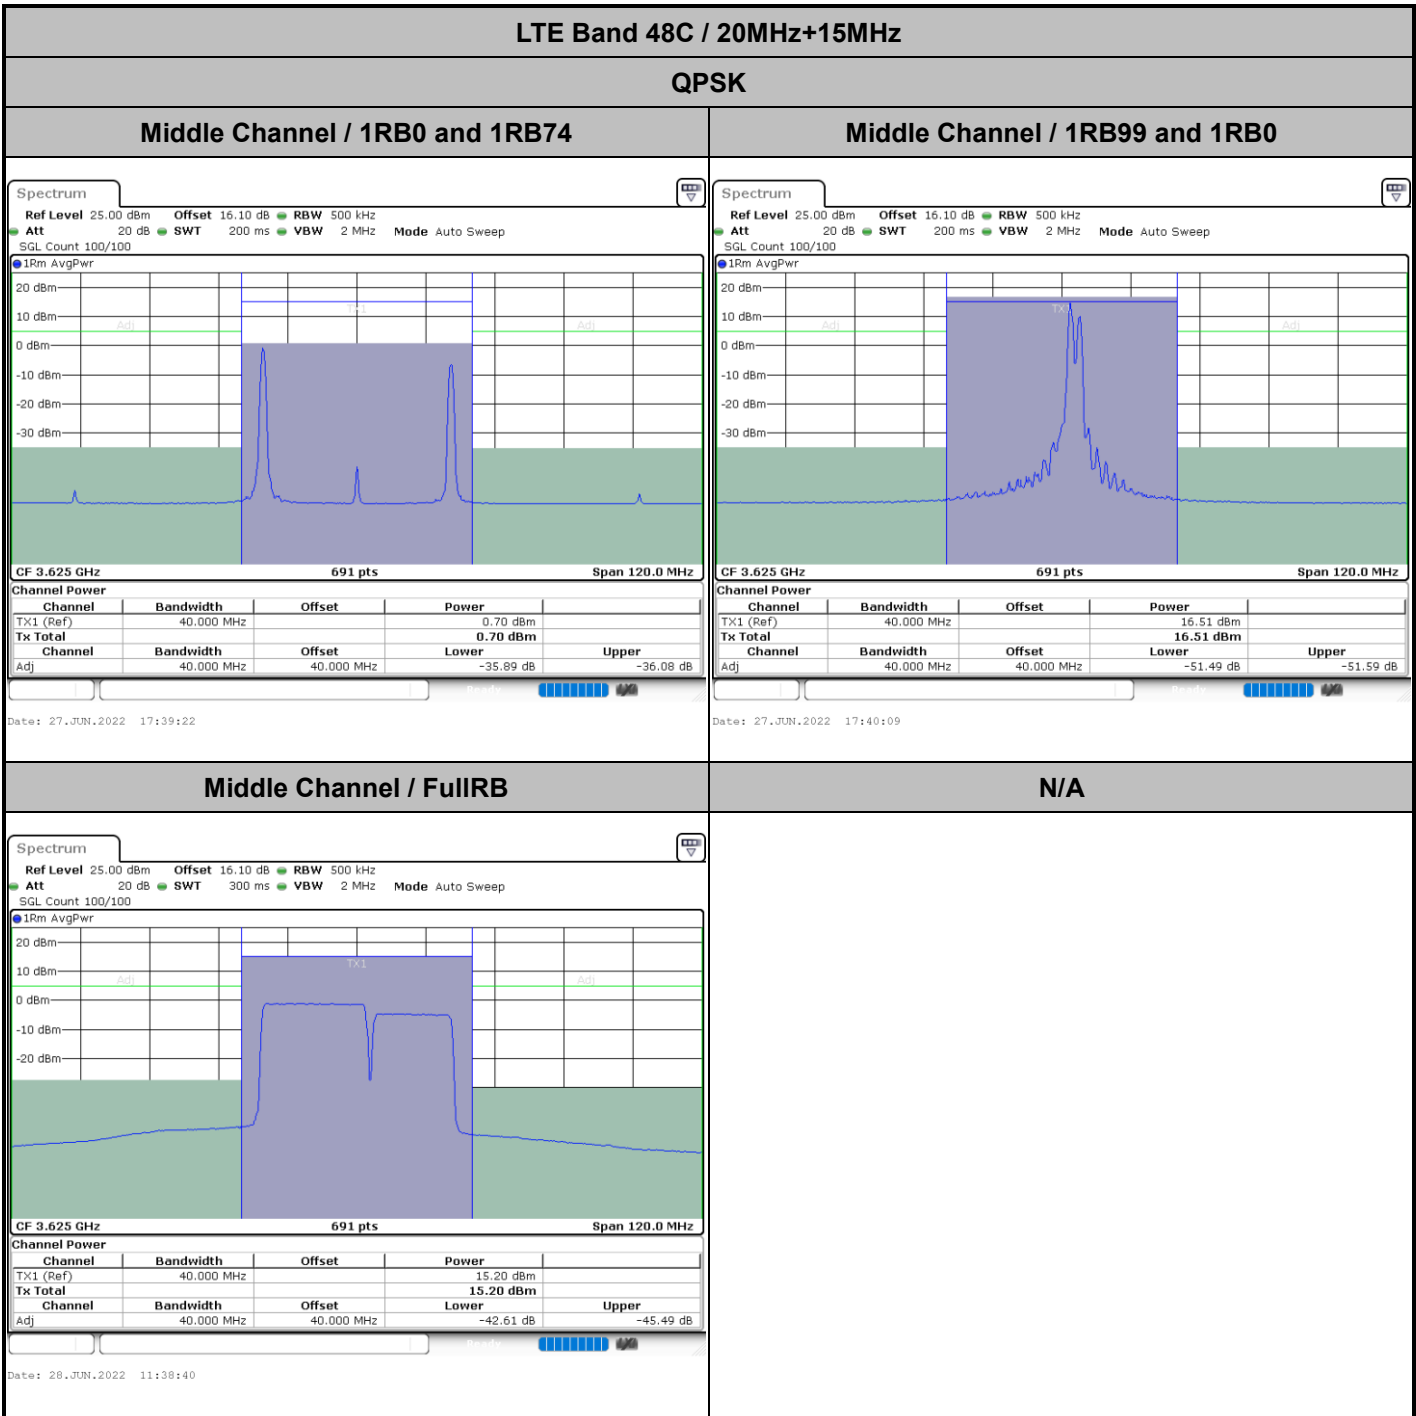 LTE Band 48C / 20MHz+15MHz
QPSK
Middle Channel / 1RB0 and 1RB74
Spectrum
Ref Level 25.00 dBm Offset 16.10 dB RBW 500 kHz
Att 20 dB SWT 200 ms VBW 2 MHz Mode Auto Sweep
SGL Count 100/100
1Rm AvgPwr
20 dBm
TX1
10 dBm
Adj
Adj
0 dBm
-10 dBm
-20 dBm
-30 dBm
CF 3.625 GHz 691 pts Span 120.0 MHz
Channel Power
Channel Bandwidth Offset Power
TX1 (Ref) 40.000 MHz 0.70 dBm
Tx Total 0.70 dBm
Channel Bandwidth Offset Lower Upper
Adj 40.000 MHz 40.000 MHz -35.89 dB -36.08 dB
Ready
Date: 27.JUN.2022 17:39:22
Middle Channel / 1RB99 and 1RB0
Spectrum
Ref Level 25.00 dBm Offset 16.10 dB RBW 500 kHz
Att 20 dB SWT 200 ms VBW 2 MHz Mode Auto Sweep
SGL Count 100/100
1Rm AvgPwr
20 dBm
10 dBm
Adj
Adj
0 dBm
-10 dBm
-20 dBm
-30 dBm
CF 3.625 GHz 691 pts Span 120.0 MHz
Channel Power
Channel Bandwidth Offset Power
TX1 (Ref) 40.000 MHz 16.51 dBm
Tx Total 16.51 dBm
Channel Bandwidth Offset Lower Upper
Adj 40.000 MHz 40.000 MHz -51.49 dB -51.59 dB
Ready
Date: 27.JUN.2022 17:40:09
Middle Channel / FullRB
Spectrum
Ref Level 25.00 dBm Offset 16.10 dB RBW 500 kHz
Att 20 dB SWT 300 ms VBW 2 MHz Mode Auto Sweep
SGL Count 100/100
1Rm AvgPwr
20 dBm
TX1
10 dBm
Adj
Adj
0 dBm
-10 dBm
-20 dBm
CF 3.625 GHz 691 pts Span 120.0 MHz
Channel Power
Channel Bandwidth Offset Power
TX1 (Ref) 40.000 MHz 15.20 dBm
Tx Total 15.20 dBm
Channel Bandwidth Offset Lower Upper
Adj 40.000 MHz 40.000 MHz -42.61 dB -45.49 dB
Ready
Date: 28.JUN.2022 11:38:40
N/A